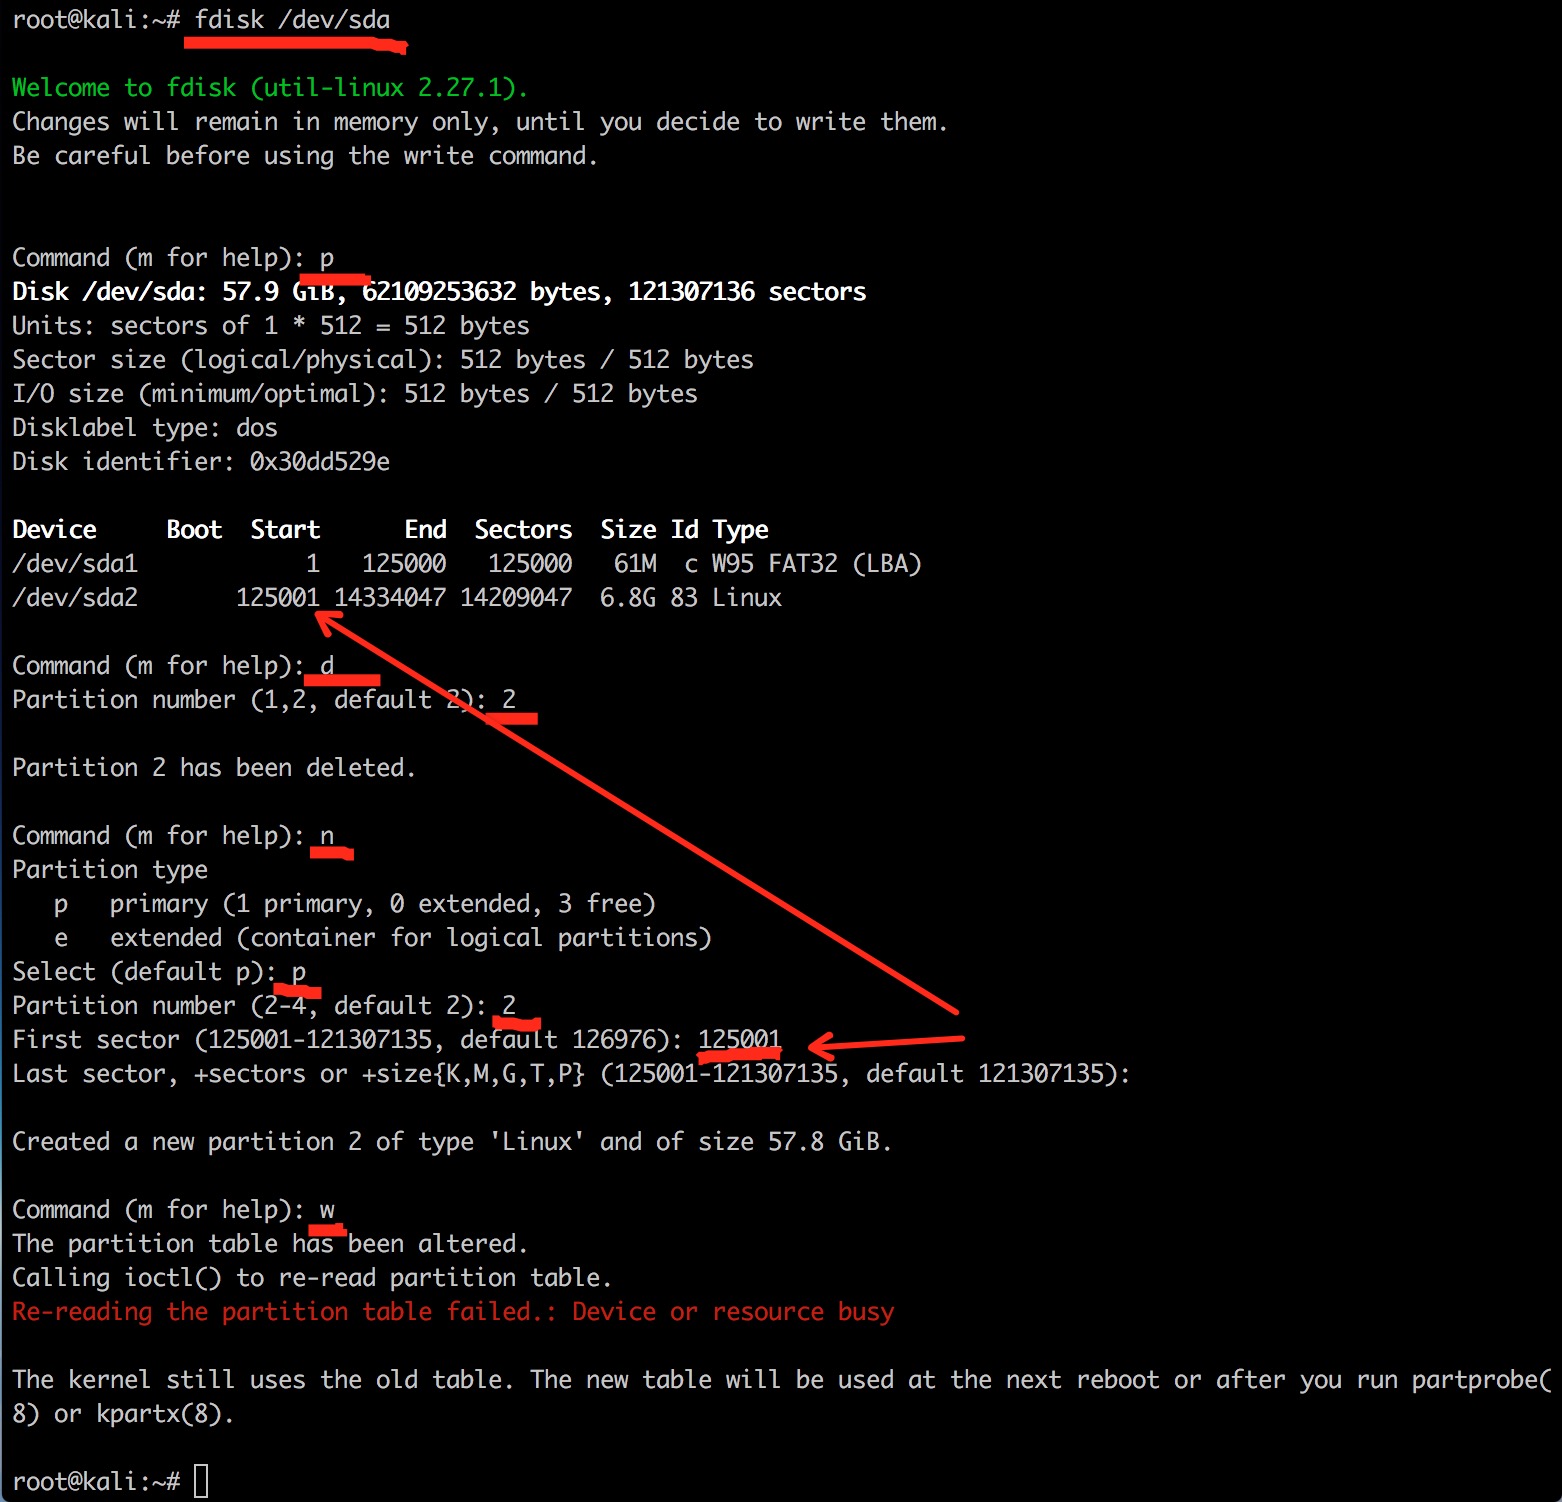 root@kali:~# fdisk /dev/sda
Welcome to fdisk (util-linux 2.27.1).
Changes will remain in memory only, until you decide to write them.
Be careful before using the write command.
Command (m for help): p
Disk /dev/sda: 57.9 GiB, 62109253632 bytes, 121307136 sectors
Units: sectors of 1 * 512 = 512 bytes
Sector size (logical/physical): 512 bytes / 512 bytes
I/O size (minimum/optimal): 512 bytes / 512 bytes
Disklabel type: dos
Disk identifier: 0x30dd529e
Device     Boot  Start      End  Sectors  Size Id Type
/dev/sda1            1   125000   125000   61M  c W95 FAT32 (LBA)
/dev/sda2       125001 14334047 14209047  6.8G 83 Linux
Command (m for help): d
Partition number (1,2, default 2): 2
Partition 2 has been deleted.
Command (m for help): n
Partition type
   p   primary (1 primary, 0 extended, 3 free)
   e   extended (container for logical partitions)
Select (default p): p
Partition number (2-4, default 2): 2
First sector (125001-121307135, default 126976): 125001
Last sector, +sectors or +size{K,M,G,T,P} (125001-121307135, default 121307135):
Created a new partition 2 of type 'Linux' and of size 57.8 GiB.
Command (m for help): w
The partition table has been altered.
Calling ioctl() to re-read partition table.
Re-reading the partition table failed.: Device or resource busy
The kernel still uses the old table. The new table will be used at the next reboot or after you run partprobe(
8) or kpartx(8).
root@kali:~#